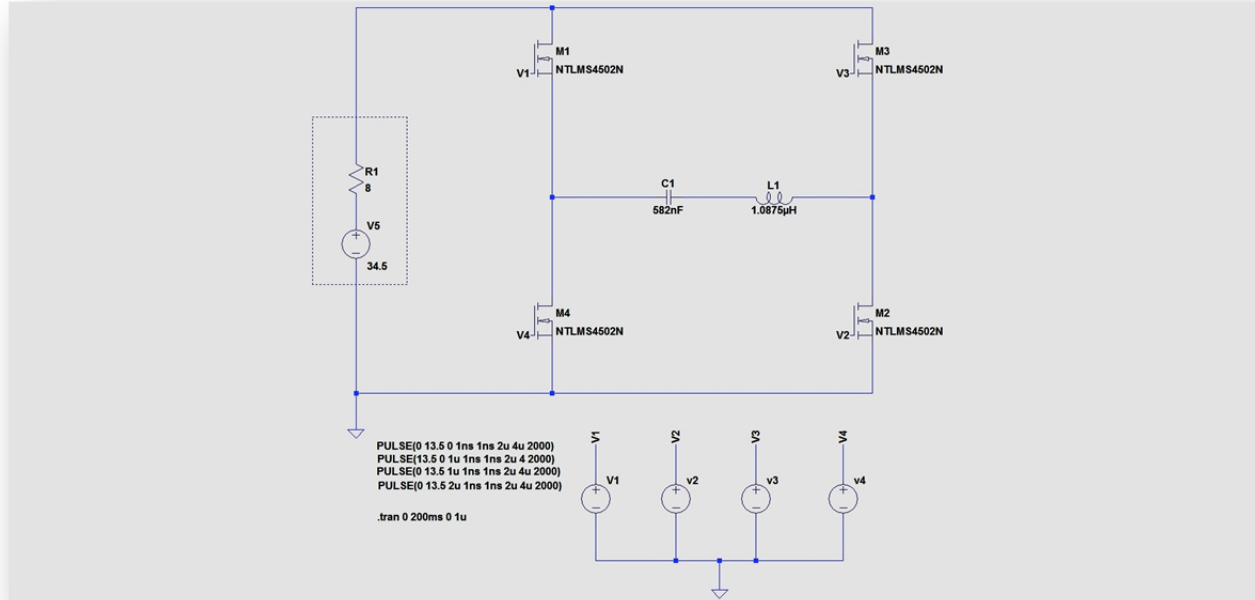 M1
V1
NTLMS4502N
M3
V3
NTLMS4502N
R1
8
V5
34.5
C1
582nF
L1
1.0875µH
M4
V4
NTLMS4502N
M2
V2
NTLMS4502N
PULSE(0 13.5 0 1ns 1ns 2u 4u 2000)
PULSE(13.5 0 1u 1ns 1ns 2u 4 2000)
PULSE(0 13.5 1u 1ns 1ns 2u 4u 2000)
PULSE(0 13.5 2u 1ns 1ns 2u 4u 2000)
.tran 0 200ms 0 1u
V1
V2
V3
V4
V1
v2
v3
v4